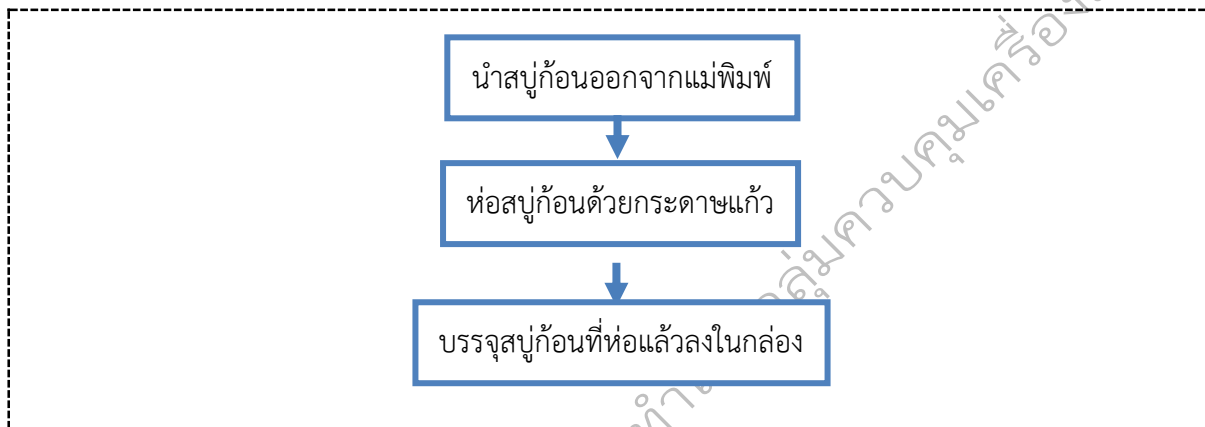 นำสบู่ก้อนออกจากแม่พิมพ์
ห่อสบู่ก้อนด้วยกระดาษแก้ว
บรรจุสบู่ก้อนที่ห่อแล้วลงในกล่อง